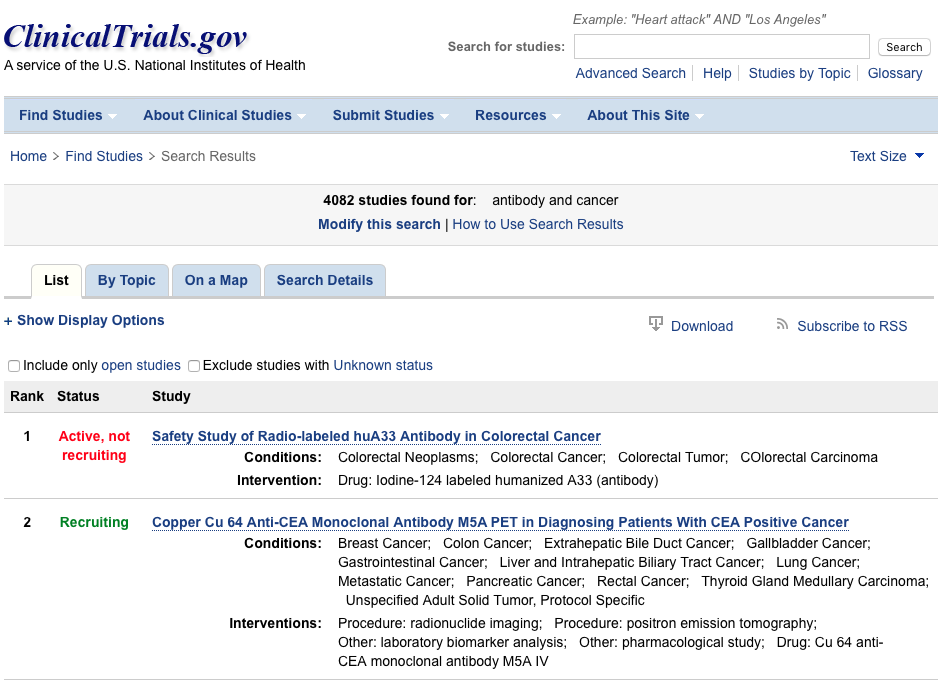 Example: "Heart attack" AND "Los Angeles"
ClinicalTrials.gov
Search for studies:
Search
A service of the U.S. National Institutes of Health
Advanced Search Help Studies by Topic Glossary
Find Studies About Clinical Studies Submit Studies Resources About This Site
Home > Find Studies > Search Results
Text Size
4082 studies found for: antibody and cancer
Modify this search | How to Use Search Results
List By Topic On a Map Search Details
+ Show Display Options
Download Subscribe to RSS
Include only open studies Exclude studies with Unknown status
Rank Status Study
1 Active, not Safety Study of Radio-labeled huA33 Antibody in Colorectal Cancer
recruiting Conditions: Colorectal Neoplasms; Colorectal Cancer; Colorectal Tumor; COlorectal Carcinoma
Intervention: Drug: Iodine-124 labeled humanized A33 (antibody)
2 Recruiting Copper Cu 64 Anti-CEA Monoclonal Antibody M5A PET in Diagnosing Patients With CEA Positive Cancer
Conditions: Breast Cancer; Colon Cancer; Extrahepatic Bile Duct Cancer; Gallbladder Cancer;
Gastrointestinal Cancer; Liver and Intrahepatic Biliary Tract Cancer; Lung Cancer;
Metastatic Cancer; Pancreatic Cancer; Rectal Cancer; Thyroid Gland Medullary Carcinoma;
Unspecified Adult Solid Tumor, Protocol Specific
Interventions: Procedure: radionuclide imaging; Procedure: positron emission tomography;
Other: laboratory biomarker analysis; Other: pharmacological study; Drug: Cu 64 anti-
CEA monoclonal antibody M5A IV